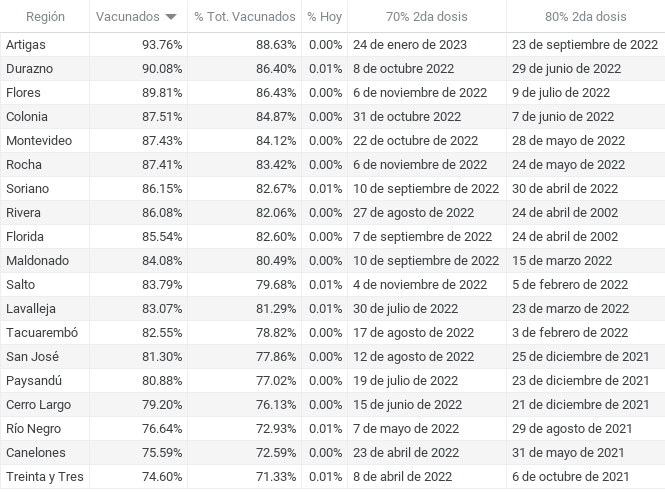 Región Vacunados % Tot. Vacunados % Hoy 70% 2da dosis 80% 2da dosis
Artigas 93.76% 88.63% 0.00% 24 de enero de 2023 23 de septiembre de 2022
Durazno 90.08% 86.40% 0.01% 8 de octubre 2022 29 de junio de 2022
Flores 89.81% 86.43% 0.00% 6 de noviembre de 2022 9 de julio de 2022
Colonia 87.51% 84.87% 0.00% 31 de octubre 2022 7 de junio de 2022
Montevideo 87.43% 84.12% 0.00% 22 de octubre de 2022 28 de mayo de 2022
Rocha 87.41% 83.42% 0.00% 6 de noviembre de 2022 24 de mayo de 2022
Soriano 86.15% 82.67% 0.01% 10 de septiembre de 2022 30 de abril de 2022
Rivera 86.08% 82.06% 0.00% 27 de agosto de 2022 24 de abril de 2002
Florida 85.54% 82.60% 0.00% 7 de septiembre de 2022 24 de abril de 2002
Maldonado 84.08% 80.49% 0.00% 10 de septiembre de 2022 15 de marzo 2022
Salto 83.79% 79.68% 0.01% 4 de noviembre de 2022 5 de febrero de 2022
Lavalleja 83.07% 81.29% 0.01% 30 de julio de 2022 23 de marzo de 2022
Tacuarembó 82.55% 78.82% 0.00% 17 de agosto de 2022 3 de febrero de 2022
San José 81.30% 77.86% 0.00% 12 de agosto de 2022 25 de diciembre de 2021
Paysandú 80.88% 77.02% 0.00% 19 de julio de 2022 23 de diciembre de 2021
Cerro Largo 79.20% 76.13% 0.00% 15 de junio de 2022 21 de diciembre de 2021
Río Negro 76.64% 72.93% 0.01% 7 de mayo de 2022 29 de agosto de 2021
Canelones 75.59% 72.59% 0.00% 23 de abril de 2022 31 de mayo de 2021
Treinta y Tres 74.60% 71.33% 0.01% 8 de abril de 2022 6 de octubre de 2021